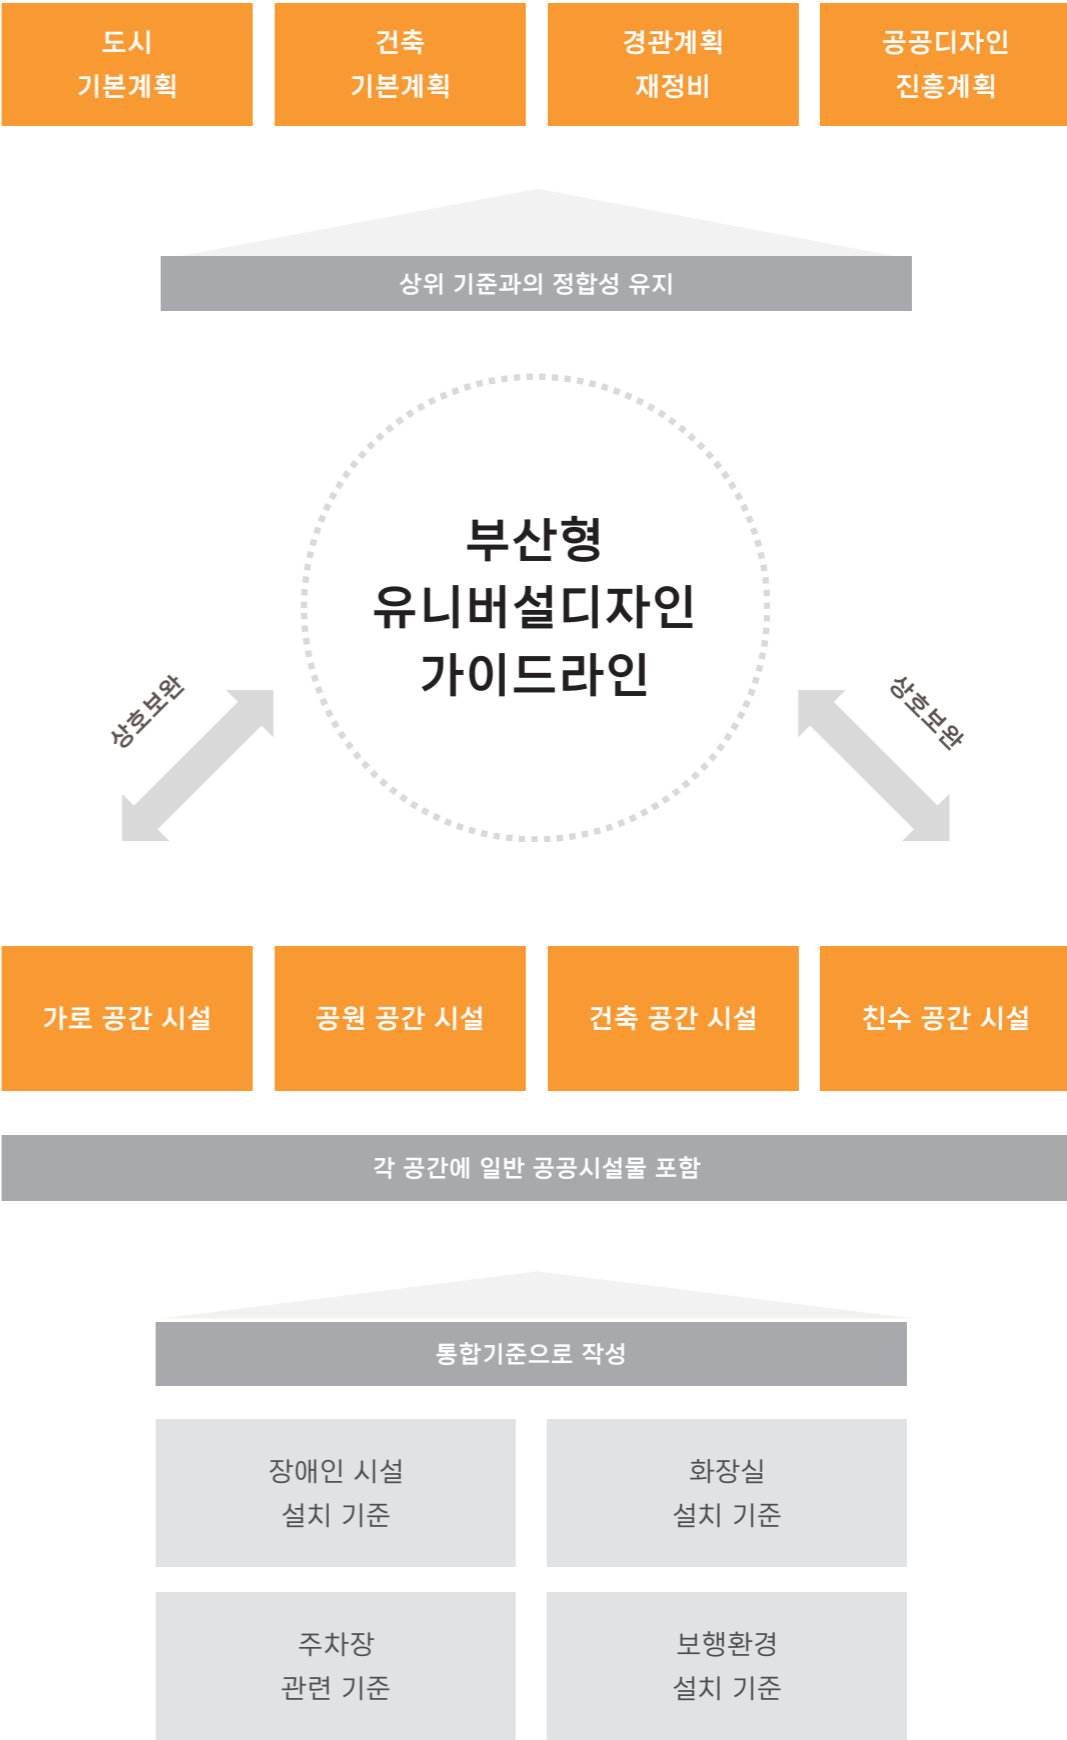 도시
기본계획
건축
기본계획
경관계획
재정비
공공디자인
진흥계획
상위 기준과의 정합성 유지
부산형
유니버설디자인
가이드라인
상호보완
상호보완
가로 공간 시설
공원 공간 시설
건축 공간 시설
친수 공간 시설
각 공간에 일반 공공시설물 포함
통합기준으로 작성
장애인 시설
설치 기준
화장실
설치 기준
주차장
관련 기준
보행환경
설치 기준